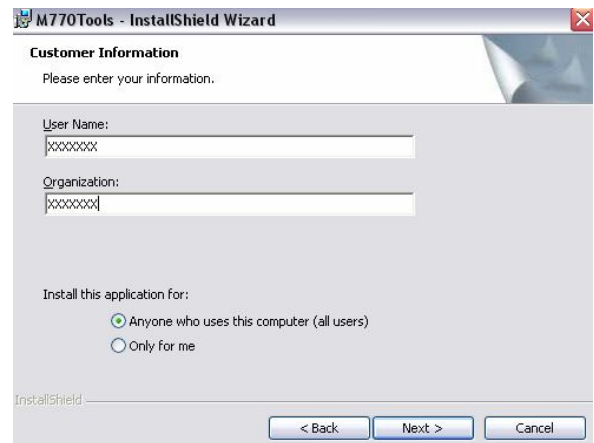 M770Tools - InstallShield Wizard
Customer Information
Please enter your information.
User Name:
XXXXXXX
Organization:
XXXXXXX
Install this application for:
Anyone who uses this computer (all users)
Only for me
InstallShield
< Back Next > Cancel